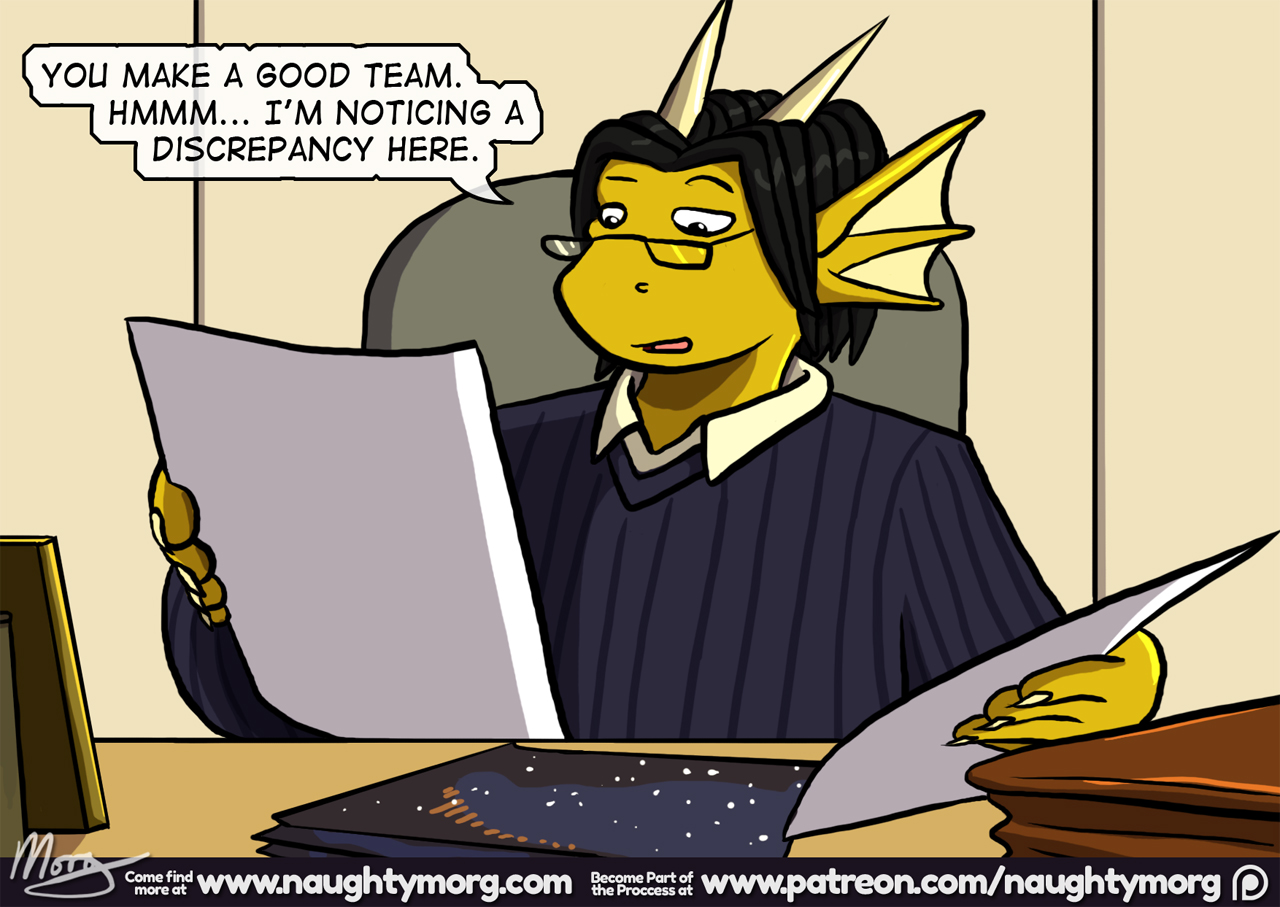 YOU MAKE A GOOD TEAM.
HMMM... I'M NOTICING A
DISCREPANCY HERE.
Morg
Come find
more at
www.naughtymorg.com
Become Part of
the Proccess at
www.patreon.com/naughtymorg